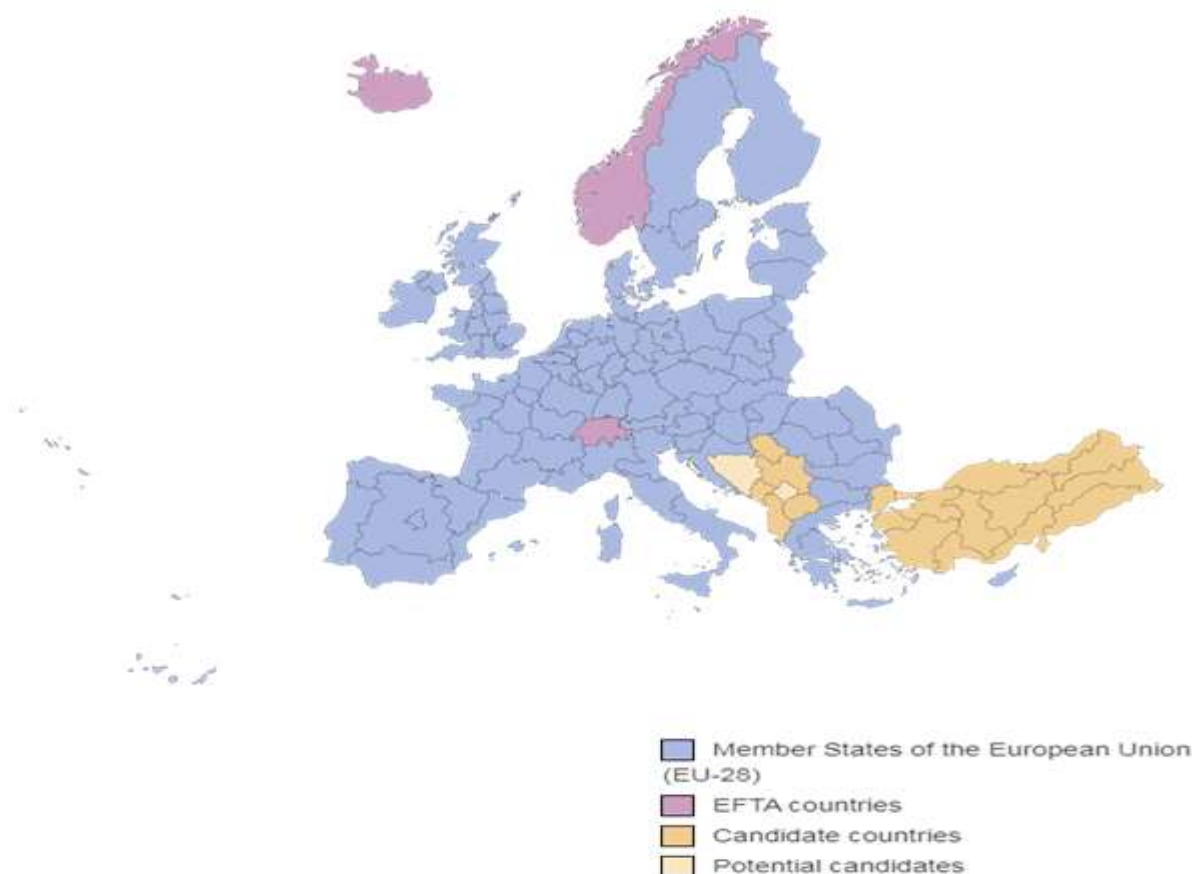 Member States of the European Union
(EU-28)
EFTA countries
Candidate countries
Potential candidates